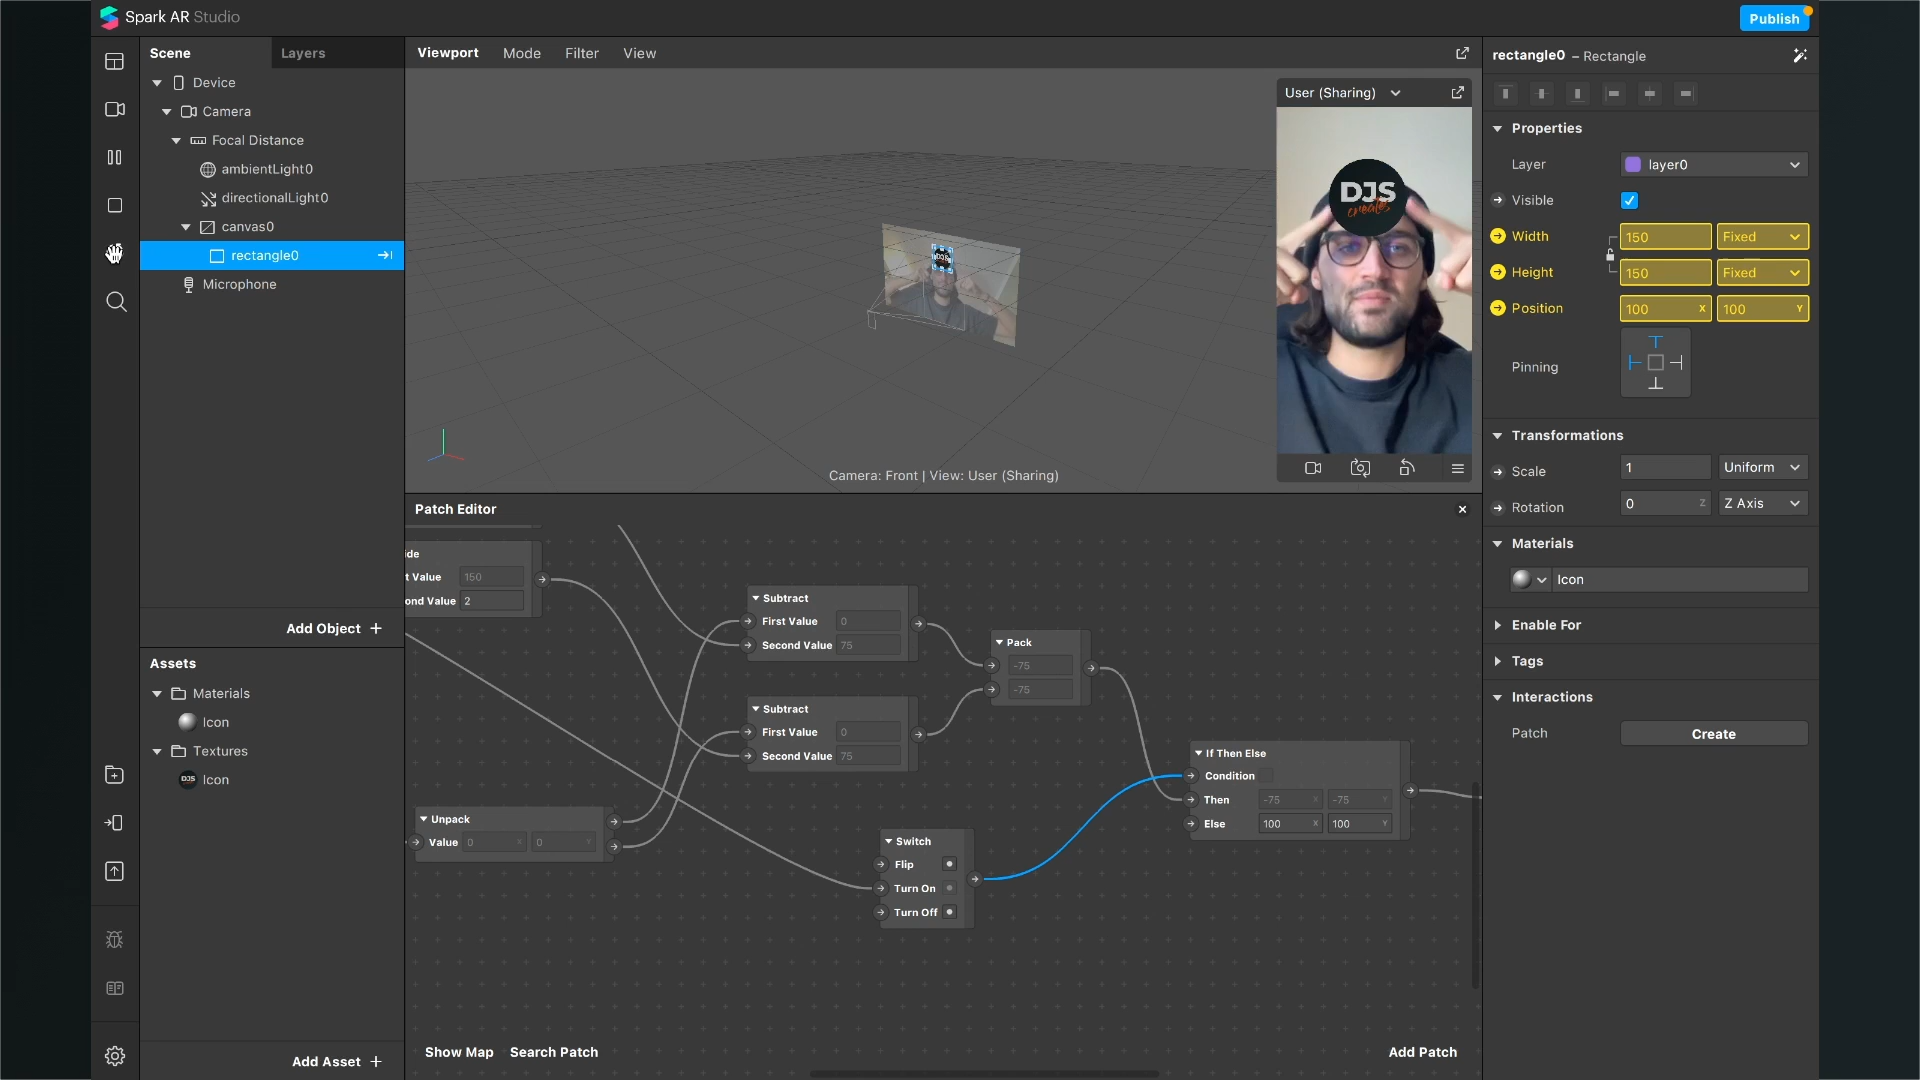 Spark AR Studio
Publish
Scene
Layers
Device
Camera
Focal Distance
ambientLight0
directionalLight0
canvas0
rectangle0
Microphone
Add Object +
Assets
Materials
Icon
Textures
DJS
Icon
Add Asset +
Viewport
Mode
Filter
View
User (Sharing)
DJS
creates
Camera: Front | View: User (Sharing)
Patch Editor
ide
t Value
150
ond Value
2
Subtract
First Value
0
Second Value
75
Subtract
First Value
0
Second Value
75
Pack
-75
-75
Unpack
Value
0
X
0
Y
Switch
Flip
Turn On
Turn Off
If Then Else
Condition
Then
-75
X
-75
Y
Else
100
X
100
Y
Show Map
Search Patch
Add Patch
rectangle0 – Rectangle
Properties
Layer
layer0
Visible
Width
150
Fixed
Height
150
Fixed
Position
100
X
100
Y
Pinning
Transformations
Scale
1
Uniform
Rotation
0
Z
Z Axis
Materials
Icon
Enable For
Tags
Interactions
Patch
Create